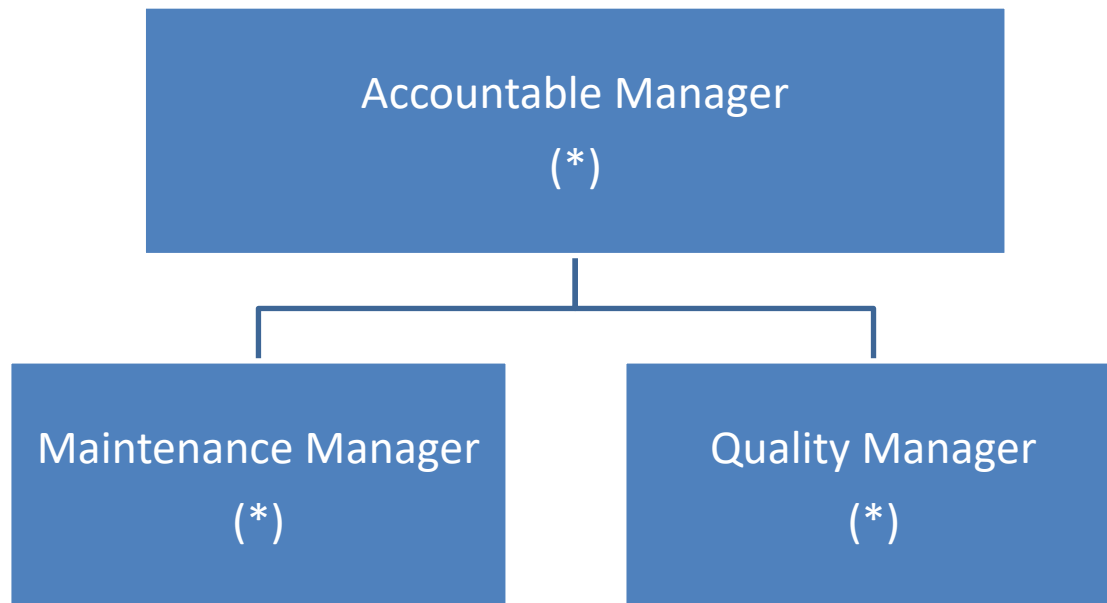 Accountable Manager
(*)
Maintenance Manager
(*)
Quality Manager
(*)